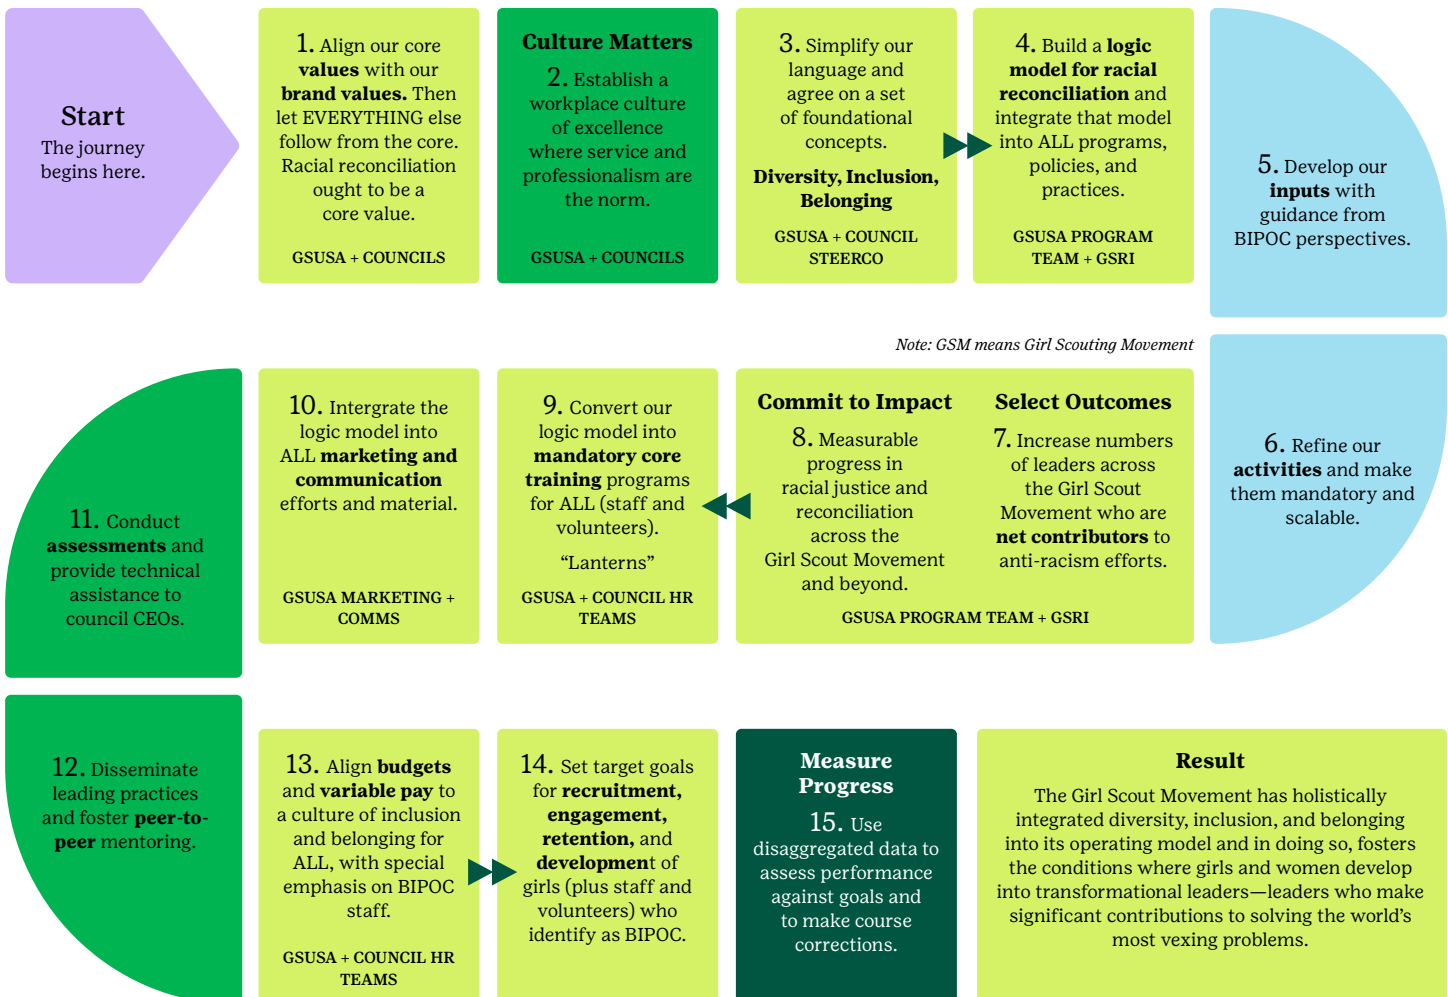 Start
The journey
begins here.
1. Align our core
values with our
brand values. Then
let EVERYTHING else
follow from the core.
Racial reconciliation
ought to be a
core value.
GSUSA + COUNCILS
Culture Matters
2. Establish a
workplace culture
of excellence
where service and
professionalism are
the norm.
GSUSA + COUNCILS
3. Simplify our
language and
agree on a set
of foundational
concepts.
Diversity, Inclusion,
Belonging
GSUSA + COUNCIL
STEERCO
4. Build a logic
model for racial
reconciliation and
integrate that model
into ALL programs,
policies, and
practices.
GSUSA PROGRAM
TEAM + GSRI
5. Develop our
inputs with
guidance from
BIPOC perspectives.
Note: GSM means Girl Scouting Movement
6. Refine our
activities and make
them mandatory and
scalable.
Select Outcomes
7. Increase numbers
of leaders across
the Girl Scout
Movement who are
net contributors to
anti-racism efforts.
Commit to Impact
8. Measurable
progress in
racial justice and
reconciliation
across the
Girl Scout Movement
and beyond.
GSUSA PROGRAM TEAM + GSRI
9. Convert our
logic model into
mandatory core
training programs
for ALL (staff and
volunteers).
“Lanterns”
GSUSA + COUNCIL HR
TEAMS
10. Intergrate the
logic model into
ALL marketing and
communication
efforts and material.
GSUSA MARKETING +
COMMS
11. Conduct
assessments and
provide technical
assistance to
council CEOs.
12. Disseminate
leading practices
and foster peer-to-
peer mentoring.
13. Align budgets
and variable pay to
a culture of inclusion
and belonging for
ALL, with special
emphasis on BIPOC
staff.
GSUSA + COUNCIL HR
TEAMS
14. Set target goals
for recruitment,
engagement,
retention, and
development of
girls (plus staff and
volunteers) who
identify as BIPOC.
Measure
Progress
15. Use
disaggregated data to
assess performance
against goals and
to make course
corrections.
Result
The Girl Scout Movement has holistically
integrated diversity, inclusion, and belonging
into its operating model and in doing so, fosters
the conditions where girls and women develop
into transformational leaders—leaders who make
significant contributions to solving the world’s
most vexing problems.